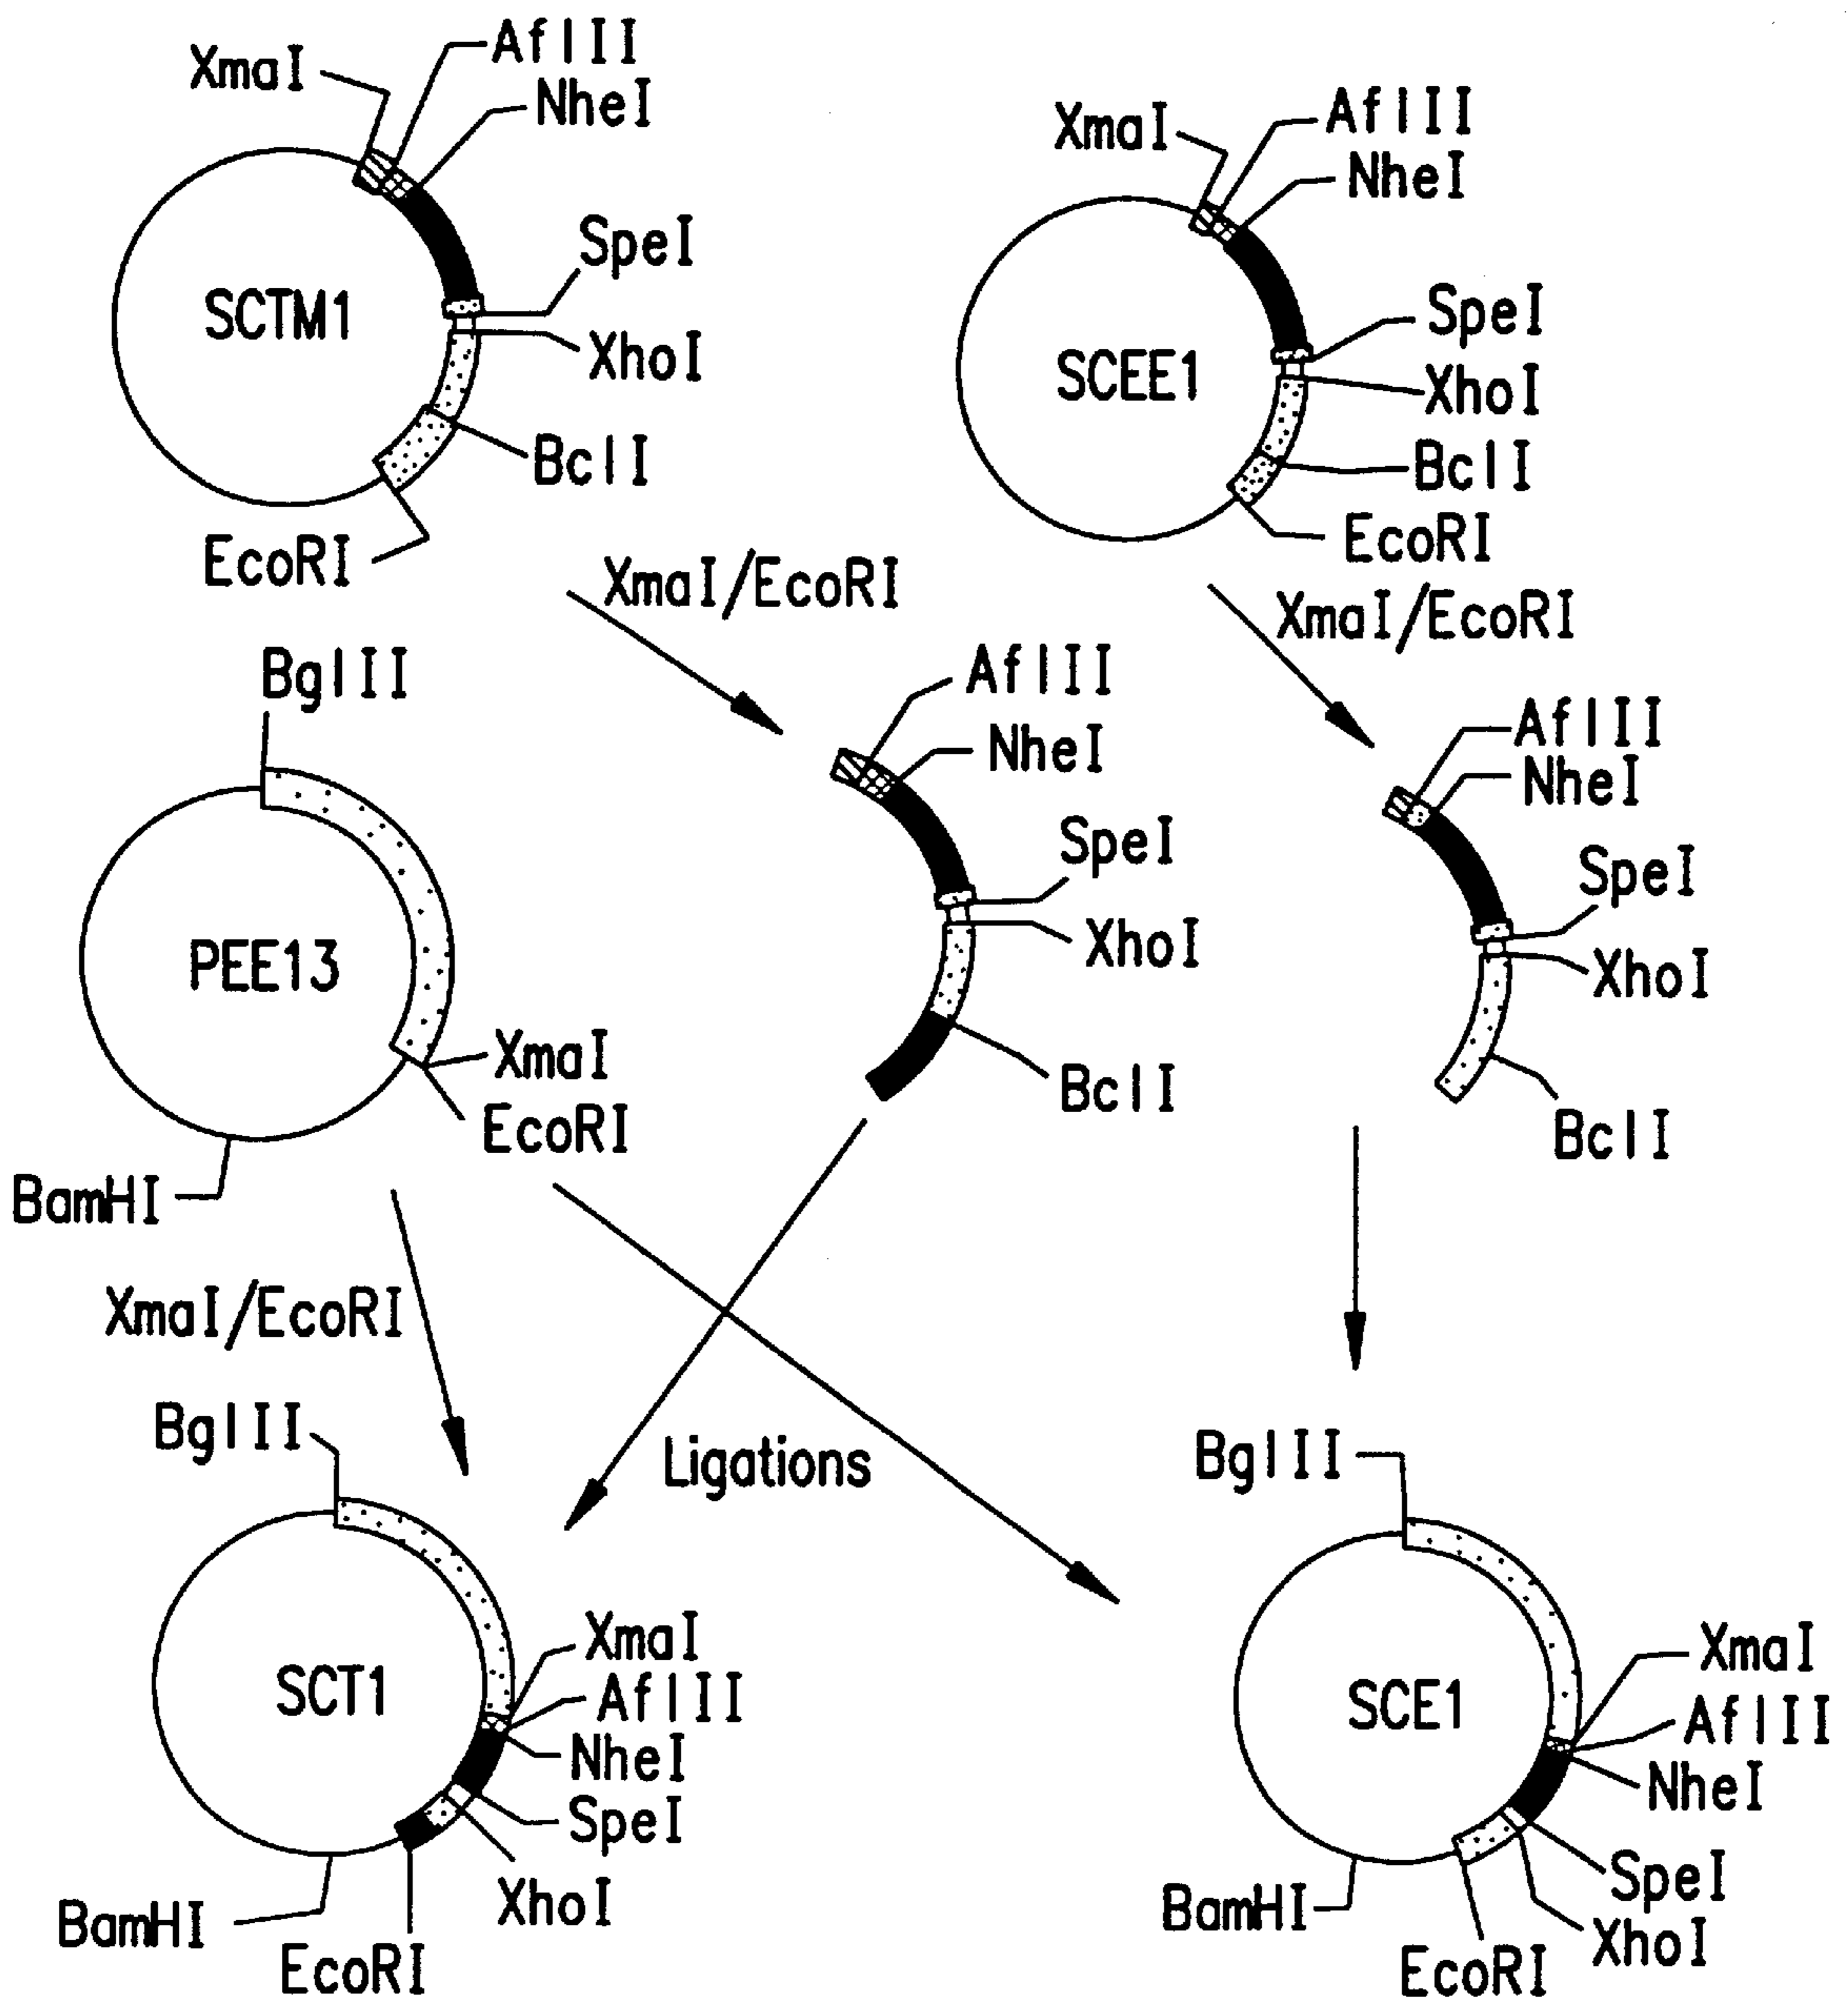 XmaI
AflII
NheI
SpeI
SCTM1
XhoI
BclI
EcoRI
XmaI
AflII
NheI
SpeI
SCEE1
XhoI
BclI
EcoRI
XmaI/EcoRI
XmaI/EcoRI
BglII
PEE13
XmaI
EcoRI
BamHI
AflII
NheI
SpeI
XhoI
BclI
AflII
NheI
SpeI
XhoI
BclI
XmaI/EcoRI
Ligations
BglII
SCT1
XmaI
AflII
NheI
SpeI
XhoI
BamHI
EcoRI
BglII
SCE1
XmaI
AflII
NheI
SpeI
XhoI
BamHI
EcoRI